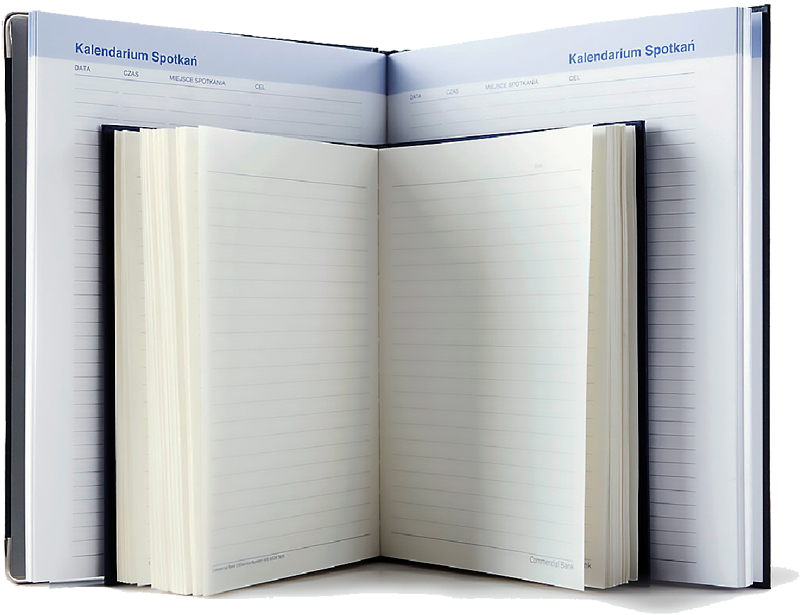 Kalendarium Spotkań
DATA CZAS MIEJSCE SPOTKANIA CEL
Kalendarium Spotkań
DATA CZAS MIEJSCE SPOTKANIA CEL
Commercial Bank